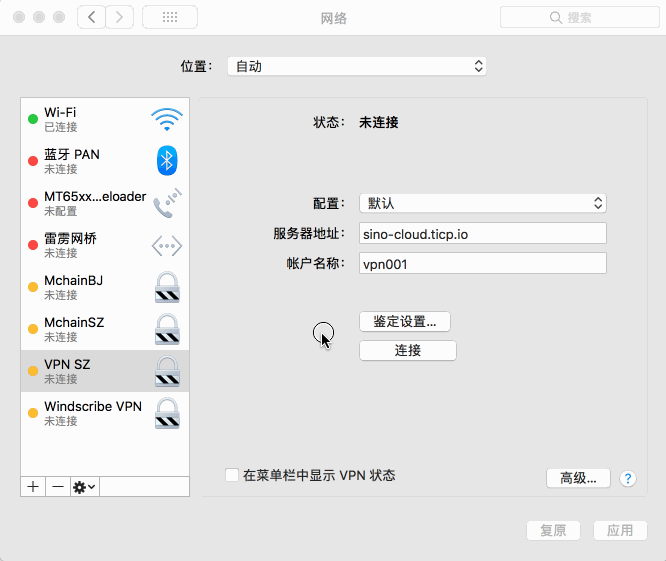 网络
搜索
位置：
自动
Wi-Fi
已连接
蓝牙 PAN
未连接
MT65xx...eloader
未配置
雷雳网桥
未连接
MchainBJ
未连接
MchainSZ
未连接
VPN SZ
未连接
Windscribe VPN
未连接
状态：
未连接
配置：
默认
服务器地址：
sino-cloud.ticp.io
帐户名称：
vpn001
鉴定设置...
连接
在菜单栏中显示 VPN 状态
高级...
?
复原
应用